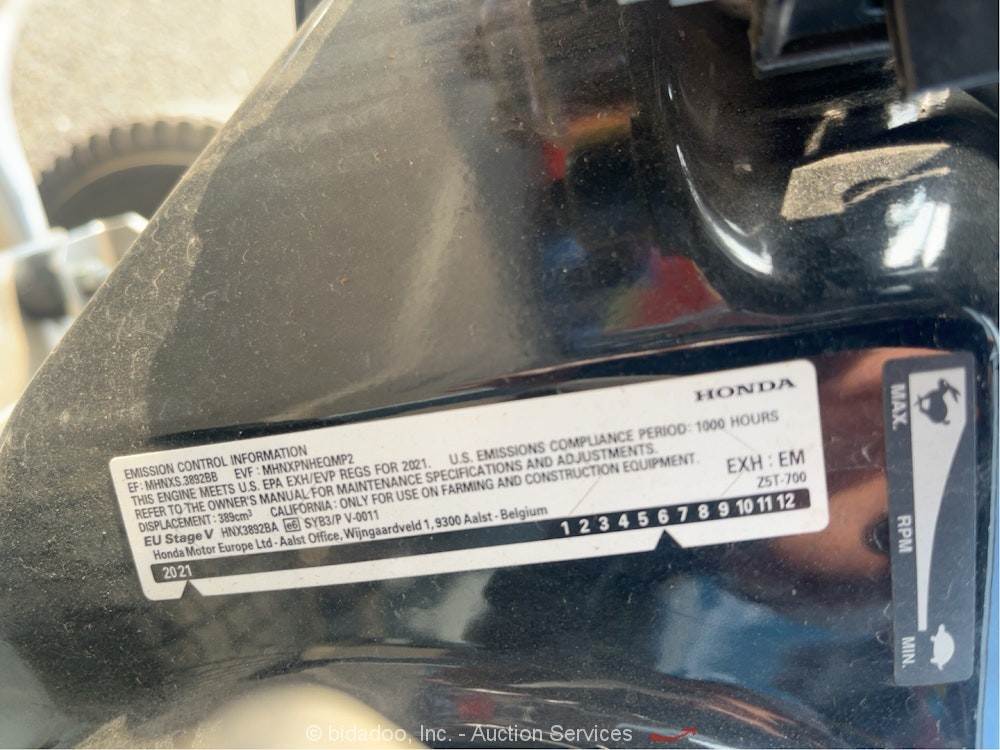 HONDA
EMISSION CONTROL INFORMATION
EF: MHNXS.3892BB EVF: MHNXPNHEQMP2
THIS ENGINE MEETS U.S. EPA EXH/EVP REGS FOR 2021. U.S. EMISSIONS COMPLIANCE PERIOD: 1000 HOURS
REFER TO THE OWNER'S MANUAL FOR MAINTENANCE SPECIFICATIONS AND ADJUSTMENTS.
DISPLACEMENT: 389cm³ CALIFORNIA: ONLY FOR USE ON FARMING AND CONSTRUCTION EQUIPMENT. EXH : EM
EU Stage V HNX3892BA e6 SYB3/P V-0011 Z5T-700
Honda Motor Europe Ltd - Aalst Office, Wijngaardveld 1, 9300 Aalst - Belgium
2021 1 2 3 4 5 6 7 8 9 10 11 12
MAX.
RPM
MIN.
© bidadoo, Inc. - Auction Services